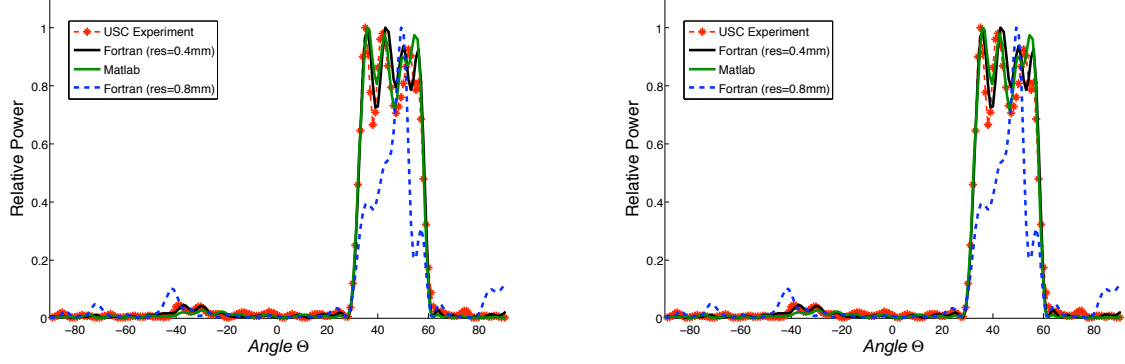 USC Experiment
Fortran (res=0.4mm)
Matlab
Fortran (res=0.8mm)
1
0.8
0.6
0.4
0.2
0
Relative Power
−80 −60 −40 −20 0 20 40 60 80
Angle Θ
USC Experiment
Fortran (res=0.4mm)
Matlab
Fortran (res=0.8mm)
1
0.8
0.6
0.4
0.2
0
Relative Power
−80 −60 −40 −20 0 20 40 60 80
Angle Θ